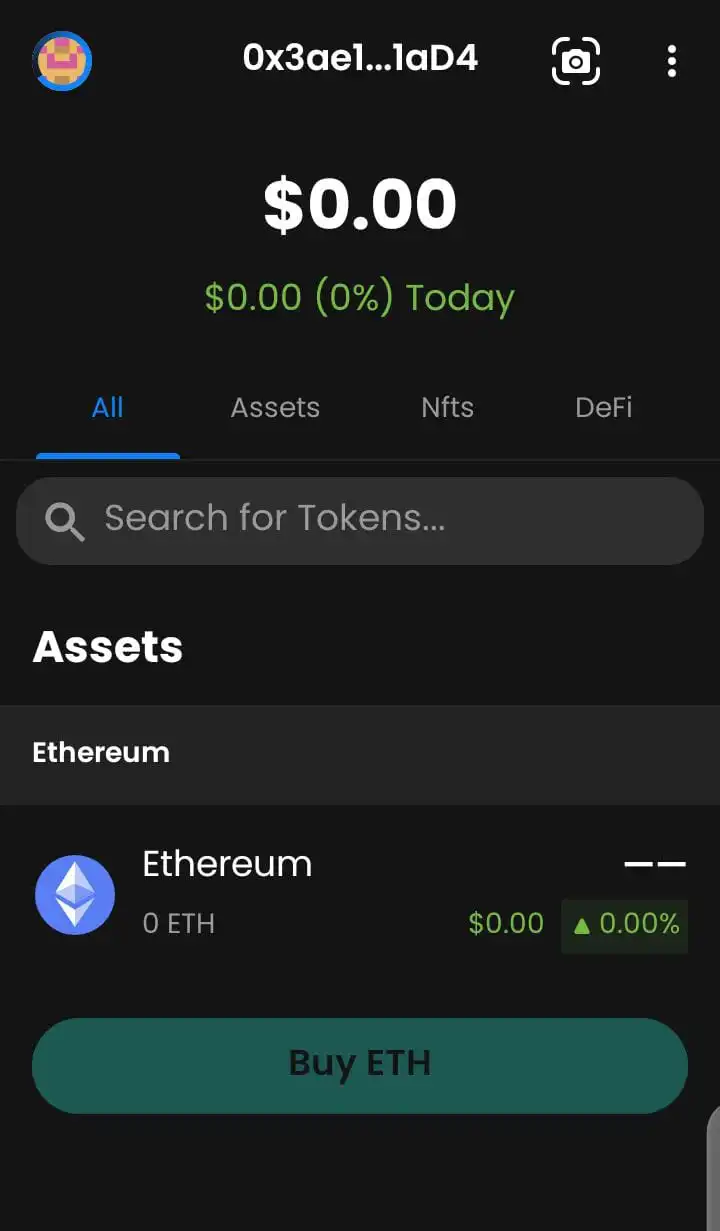 0x3ae1...1aD4
$0.00
$0.00 (0%) Today
All Assets Nfts DeFi
Search for Tokens...
Assets
Ethereum
Ethereum ——
0 ETH $0.00 ▲ 0.00%
Buy ETH